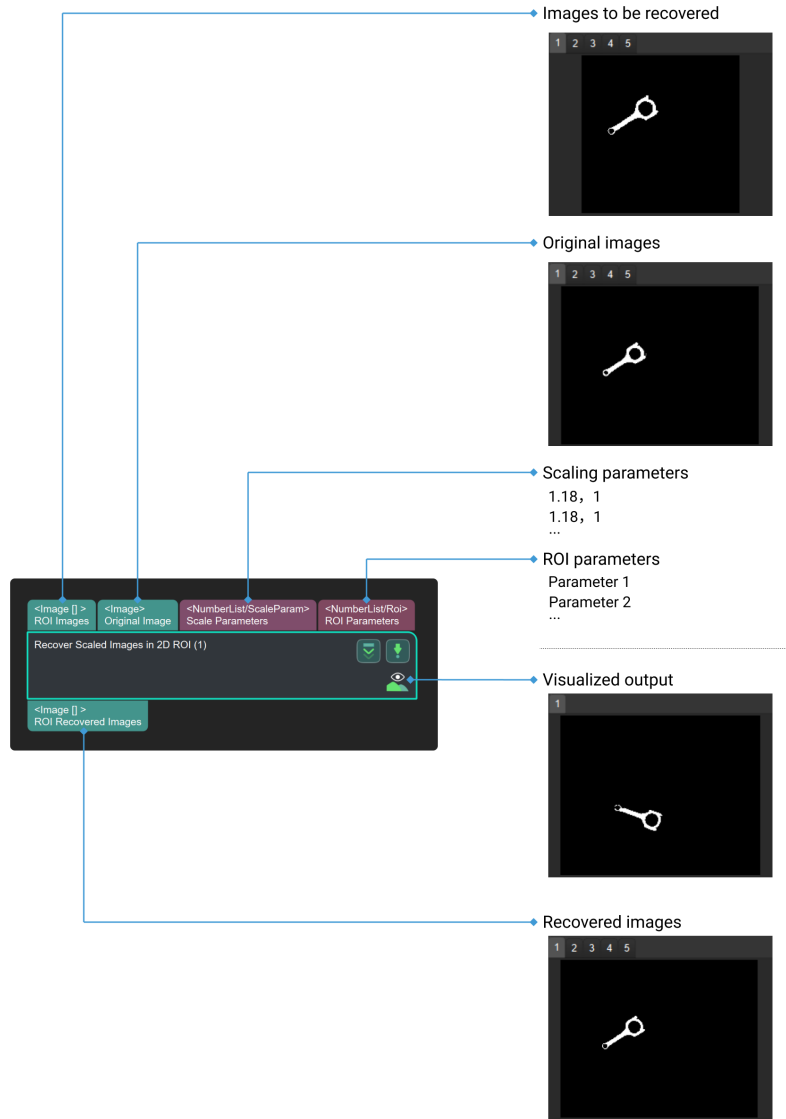 Images to be recovered
1 2 3 4 5
Original images
1 2 3 4 5
Scaling parameters
1.18，1
1.18，1
...
ROI parameters
Parameter 1
Parameter 2
...
<Image [] >
ROI Images
<Image>
Original Image
<NumberList/ScaleParam>
Scale Parameters
<NumberList/Roi>
ROI Parameters
Recover Scaled Images in 2D ROI (1)
<Image [] >
ROI Recovered Images
Visualized output
1
Recovered images
1 2 3 4 5